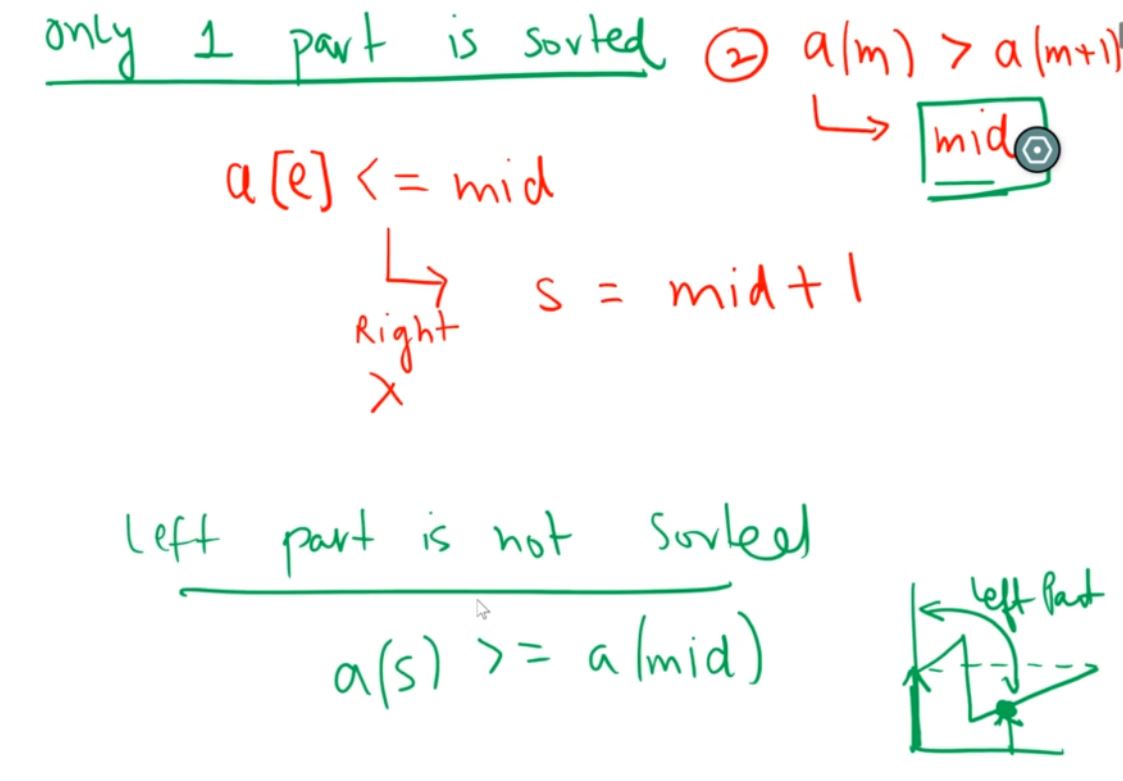 only 1 part is sorted
② a(m) > a(m+1)
mid
a[e] <= mid
Right
X
s = mid+1
Left part is not sorted
a(s) >= a(mid)
Left Part